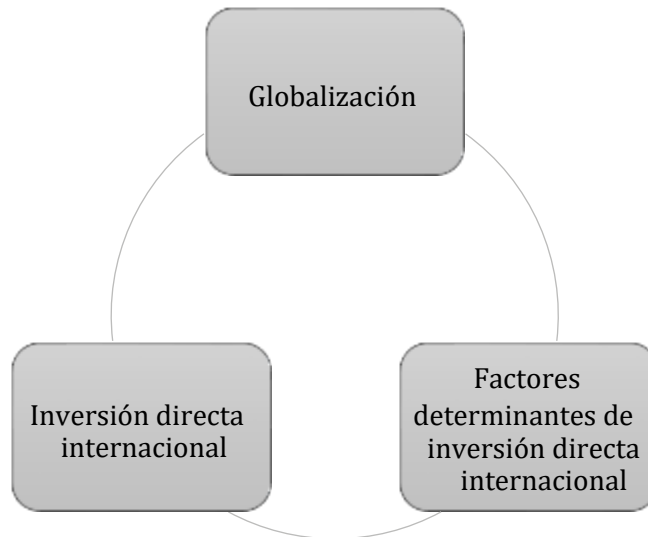 Globalización
Inversión directa
internacional
Factores
determinantes de
inversión directa
internacional